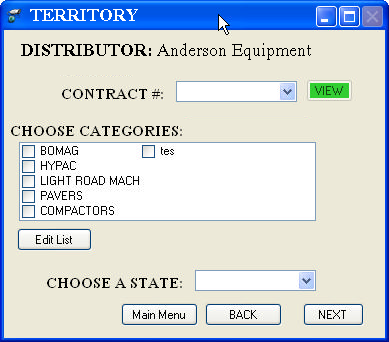 TERRITORY
DISTRIBUTOR: Anderson Equipment
CONTRACT #: VIEW
CHOOSE CATEGORIES:
BOMAG tes
HYPAC
LIGHT ROAD MACH
PAVERS
COMPACTORS
Edit List
CHOOSE A STATE:
Main Menu BACK NEXT